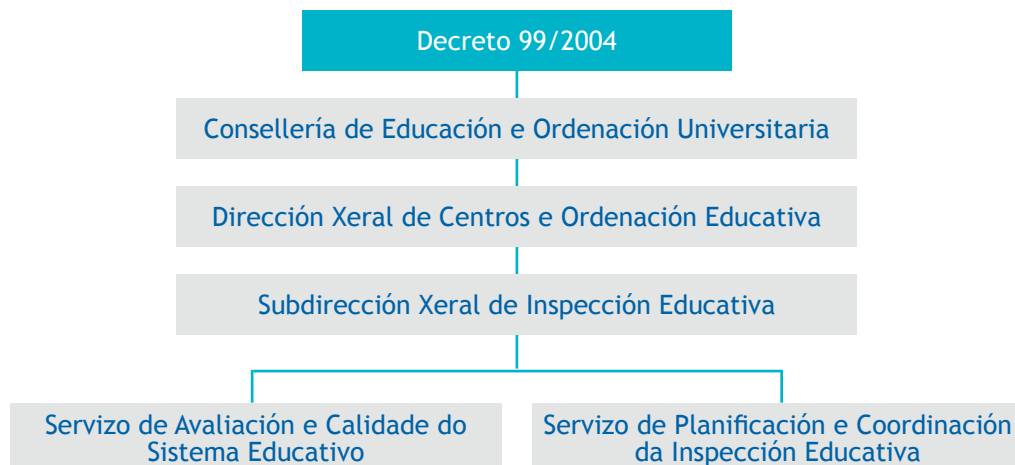 Decreto 99/2004
Consellería de Educación e Ordenación Universitaria
Dirección Xeral de Centros e Ordenación Educativa
Subdirección Xeral de Inspección Educativa
Servizo de Avaliación e Calidade do
Sistema Educativo
Servizo de Planificación e Coordinación
da Inspección Educativa